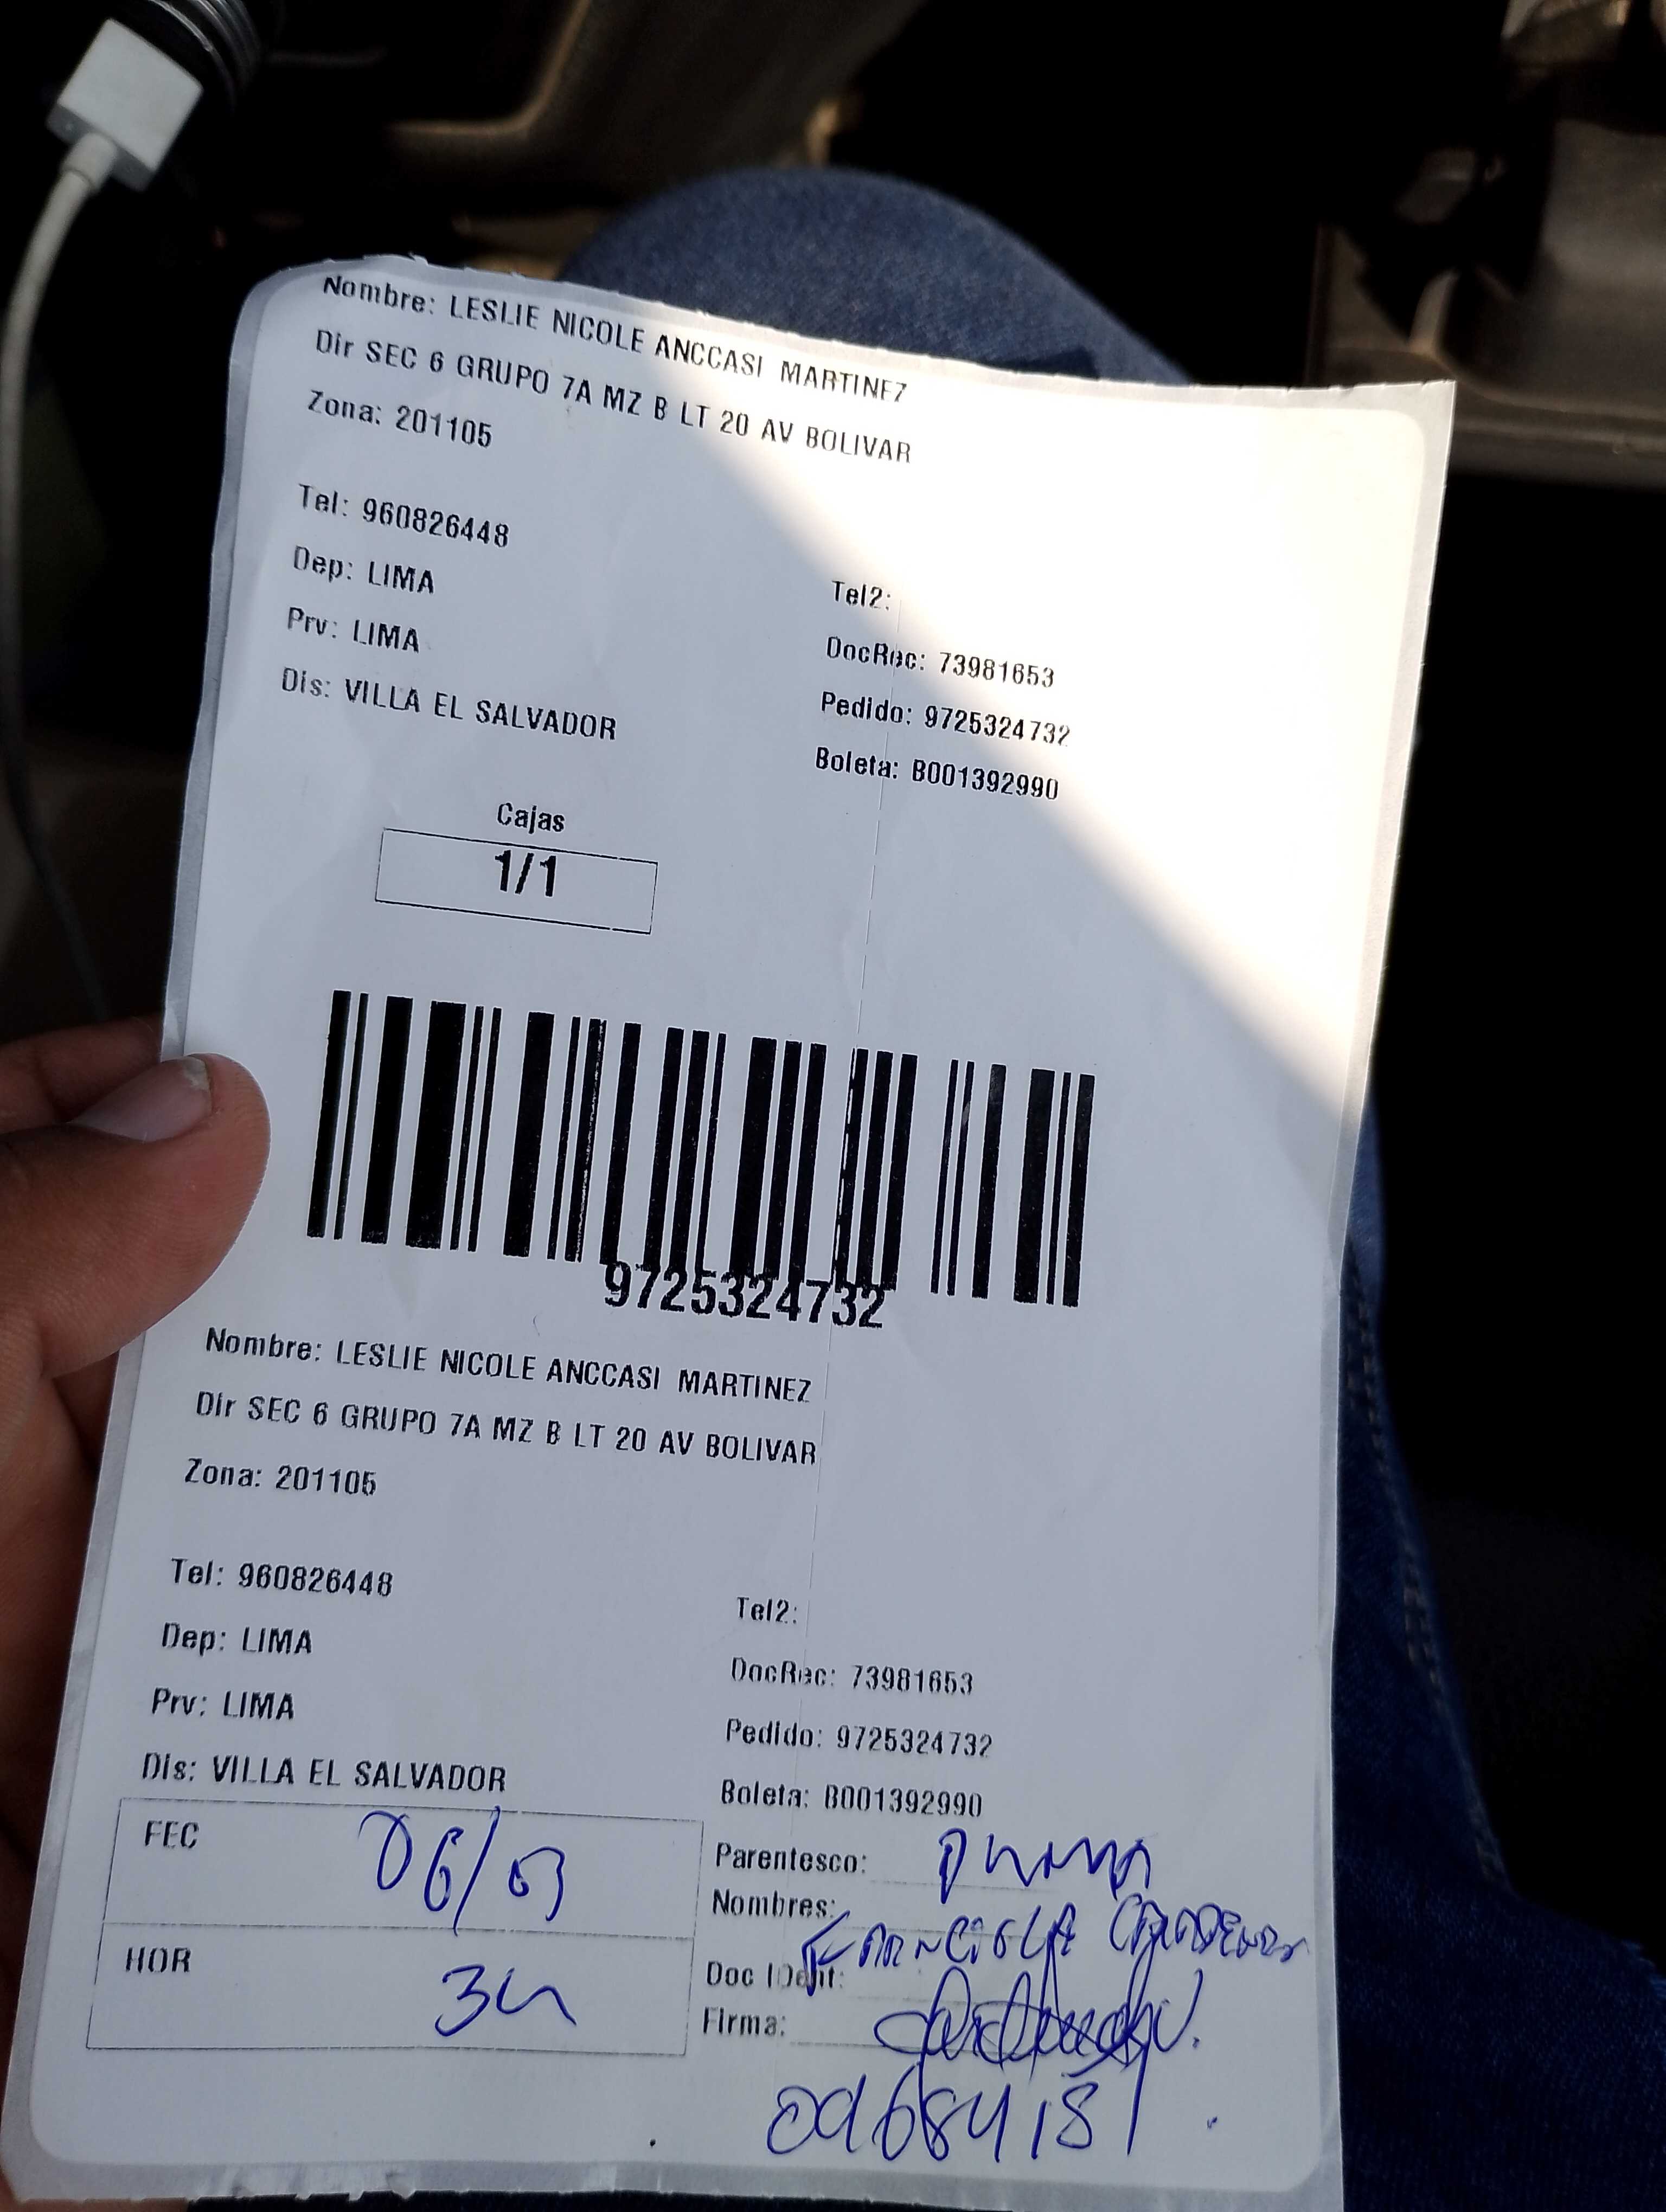 Nombre: LESLIE NICOLE ANCCASI MARTINEZ
Dir SEC 6 GRUPO 7A MZ B LT 20 AV BOLIVAR
Zona: 201105
Tel: 960826448
Tel2:
Dep: LIMA
DocRec: 73981653
Prv: LIMA
Pedido: 9725324732
Dis: VILLA EL SALVADOR
Boleta: B001392990
Cajas
1/1
9725324732
Nombre: LESLIE NICOLE ANCCASI MARTINEZ
Dir SEC 6 GRUPO 7A MZ B LT 20 AV BOLIVAR
Zona: 201105
Tel: 960826448
Tel2:
Dep: LIMA
DocRec: 73981653
Prv: LIMA
Pedido: 9725324732
Dis: VILLA EL SALVADOR
Boleta: B001392990
FEC 06/03
Parentesco:
Nombres:
HOR
Doc IDent:
Firma: